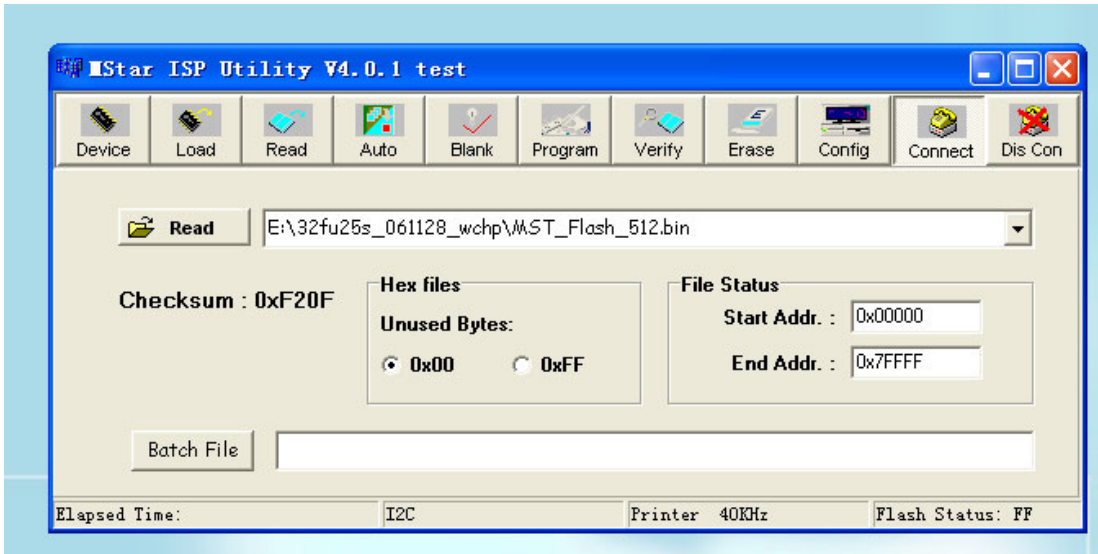 MStar ISP Utility V4.0.1 test
Device Load Read Auto Blank Program Verify Erase Config Connect Dis Con
Read E:\32fu25s_061128_wchp\MST_Flash_512.bin
Checksum : 0xF20F
Hex files
Unused Bytes:
0x00 0xFF
File Status
Start Addr. : 0x00000
End Addr. : 0x7FFFF
Batch File
Elapsed Time: I2C Printer 40KHz Flash Status: FF